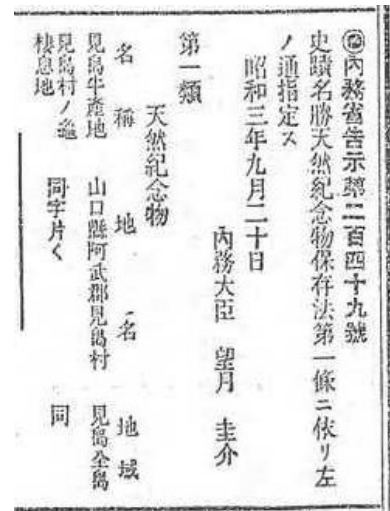 内務省告示第二百四十九號
史蹟名勝天然紀念物保存法第一條ニ依リ左
ノ通指定ス
昭和三年九月二十日
内務大臣 望月 圭介
第一類
天然紀念物
名稱 地名 地域
見島牛產地 山口縣阿武郡見島村 見島全島
見島村ノ龜 同字片く 同
棲息地